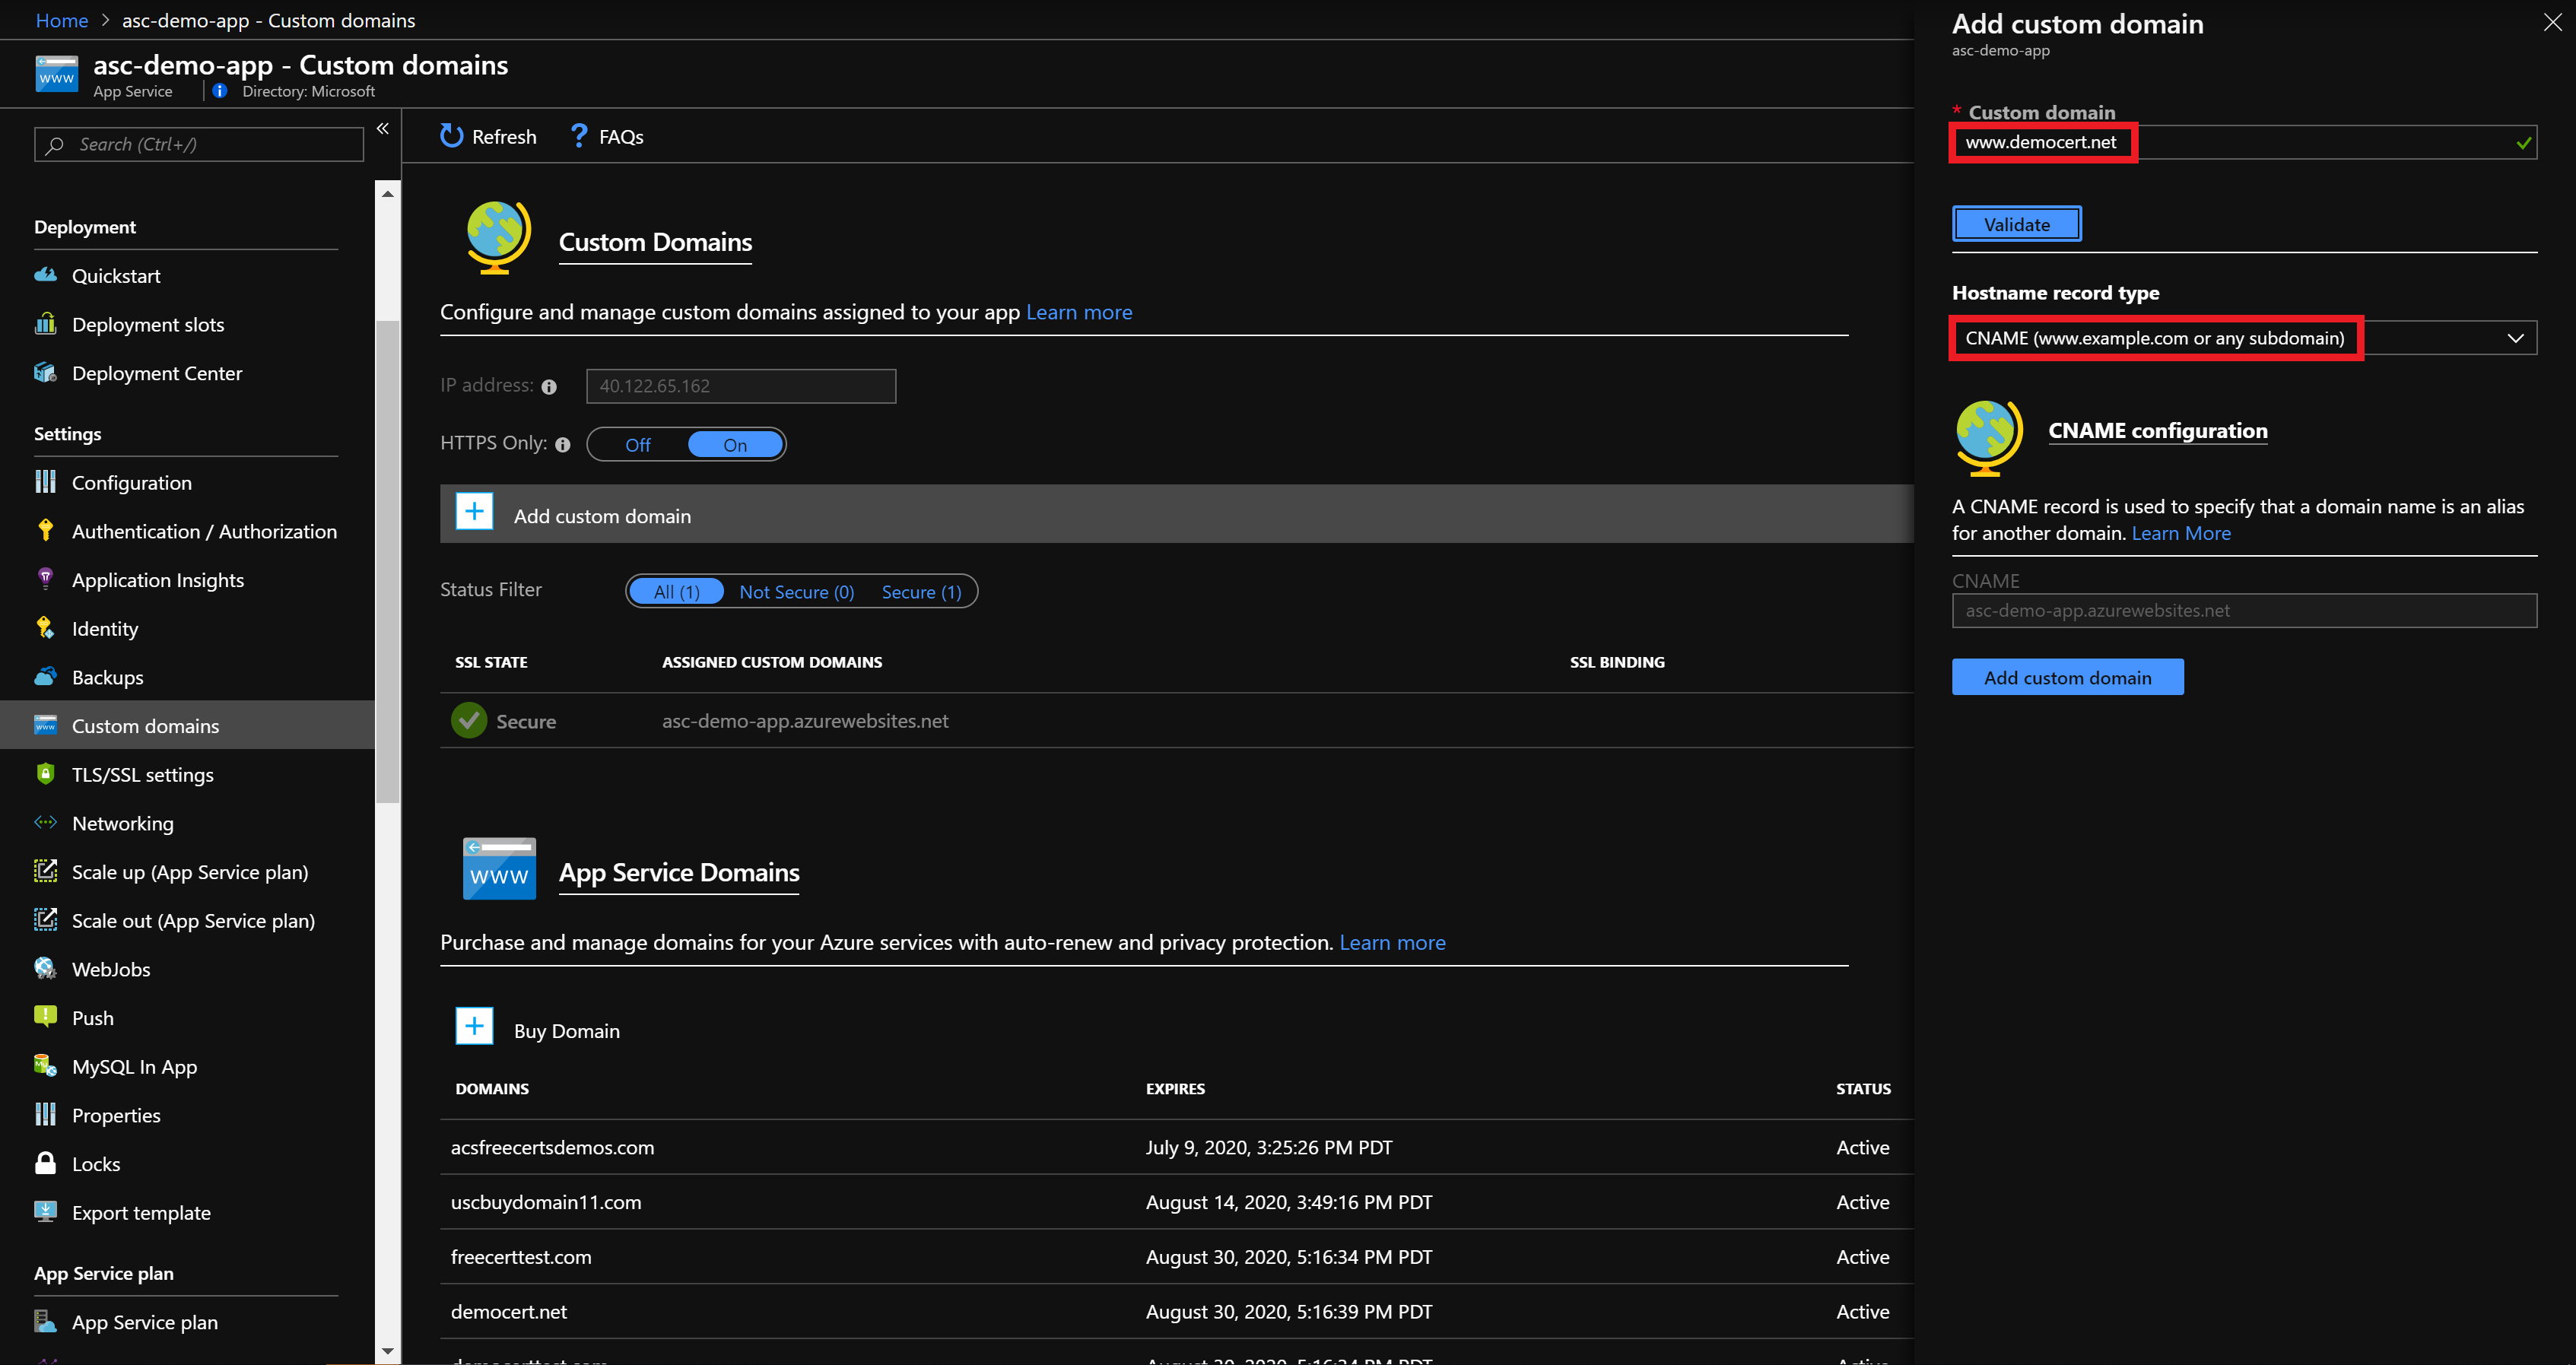 Home > asc-demo-app - Custom domains
asc-demo-app - Custom domains
App Service
Directory: Microsoft
Search (Ctrl+/)
Deployment
Quickstart
Deployment slots
Deployment Center
Settings
Configuration
Authentication / Authorization
Application Insights
Identity
Backups
Custom domains
TLS/SSL settings
Networking
Scale up (App Service plan)
Scale out (App Service plan)
WebJobs
Push
MySQL In App
Properties
Locks
Export template
App Service plan
App Service plan
Refresh
FAQs
Custom Domains
Configure and manage custom domains assigned to your app Learn more
IP address:
40.122.65.162
HTTPS Only:
Off On
Add custom domain
Status Filter
All (1) Not Secure (0) Secure (1)
SSL STATE ASSIGNED CUSTOM DOMAINS SSL BINDING
Secure asc-demo-app.azurewebsites.net
www
App Service Domains
Purchase and manage domains for your Azure services with auto-renew and privacy protection. Learn more
Buy Domain
DOMAINS EXPIRES STATUS
acsfreecertsdemos.com July 9, 2020, 3:25:26 PM PDT Active
uscbuydomain11.com August 14, 2020, 3:49:16 PM PDT Active
freecerttest.com August 30, 2020, 5:16:34 PM PDT Active
democert.net August 30, 2020, 5:16:39 PM PDT Active
Add custom domain
asc-demo-app
* Custom domain
www.democert.net
Validate
Hostname record type
CNAME (www.example.com or any subdomain)
CNAME configuration
A CNAME record is used to specify that a domain name is an alias
for another domain. Learn More
CNAME
asc-demo-app.azurewebsites.net
Add custom domain